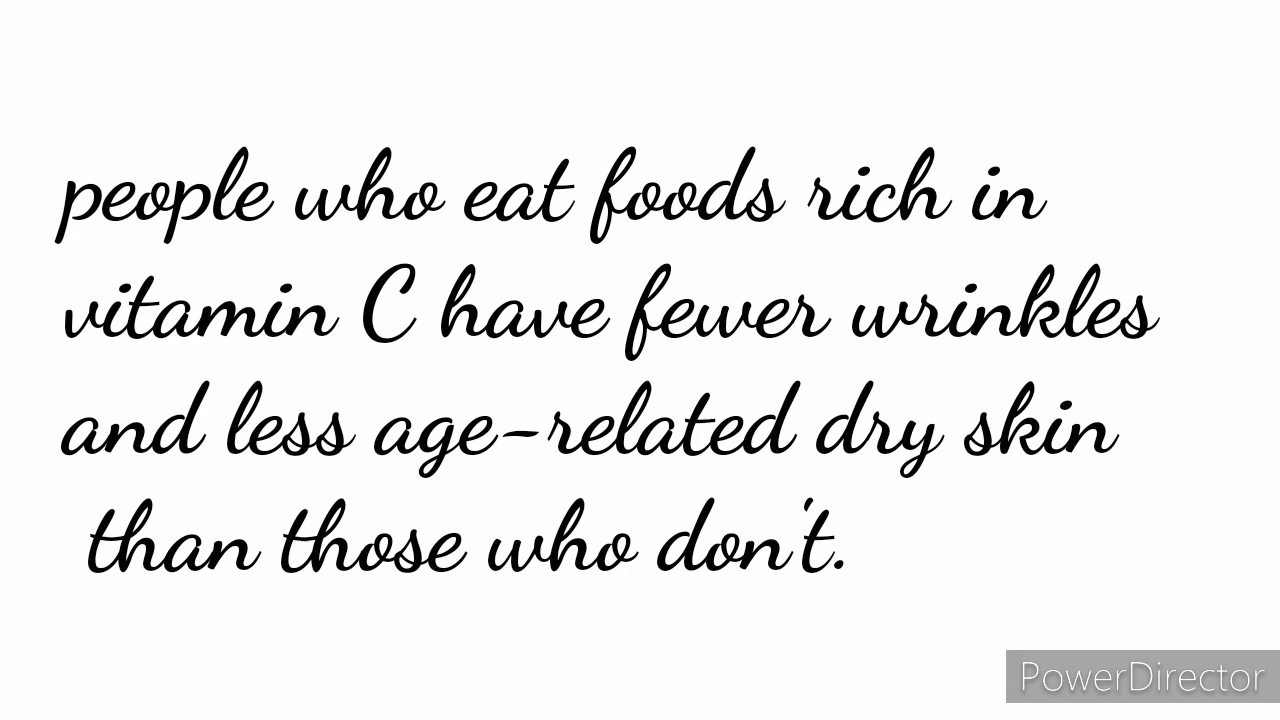 people who eat foods rich in
vitamin C have fewer wrinkles
and less age-related dry skin
than those who don't.
PowerDirector